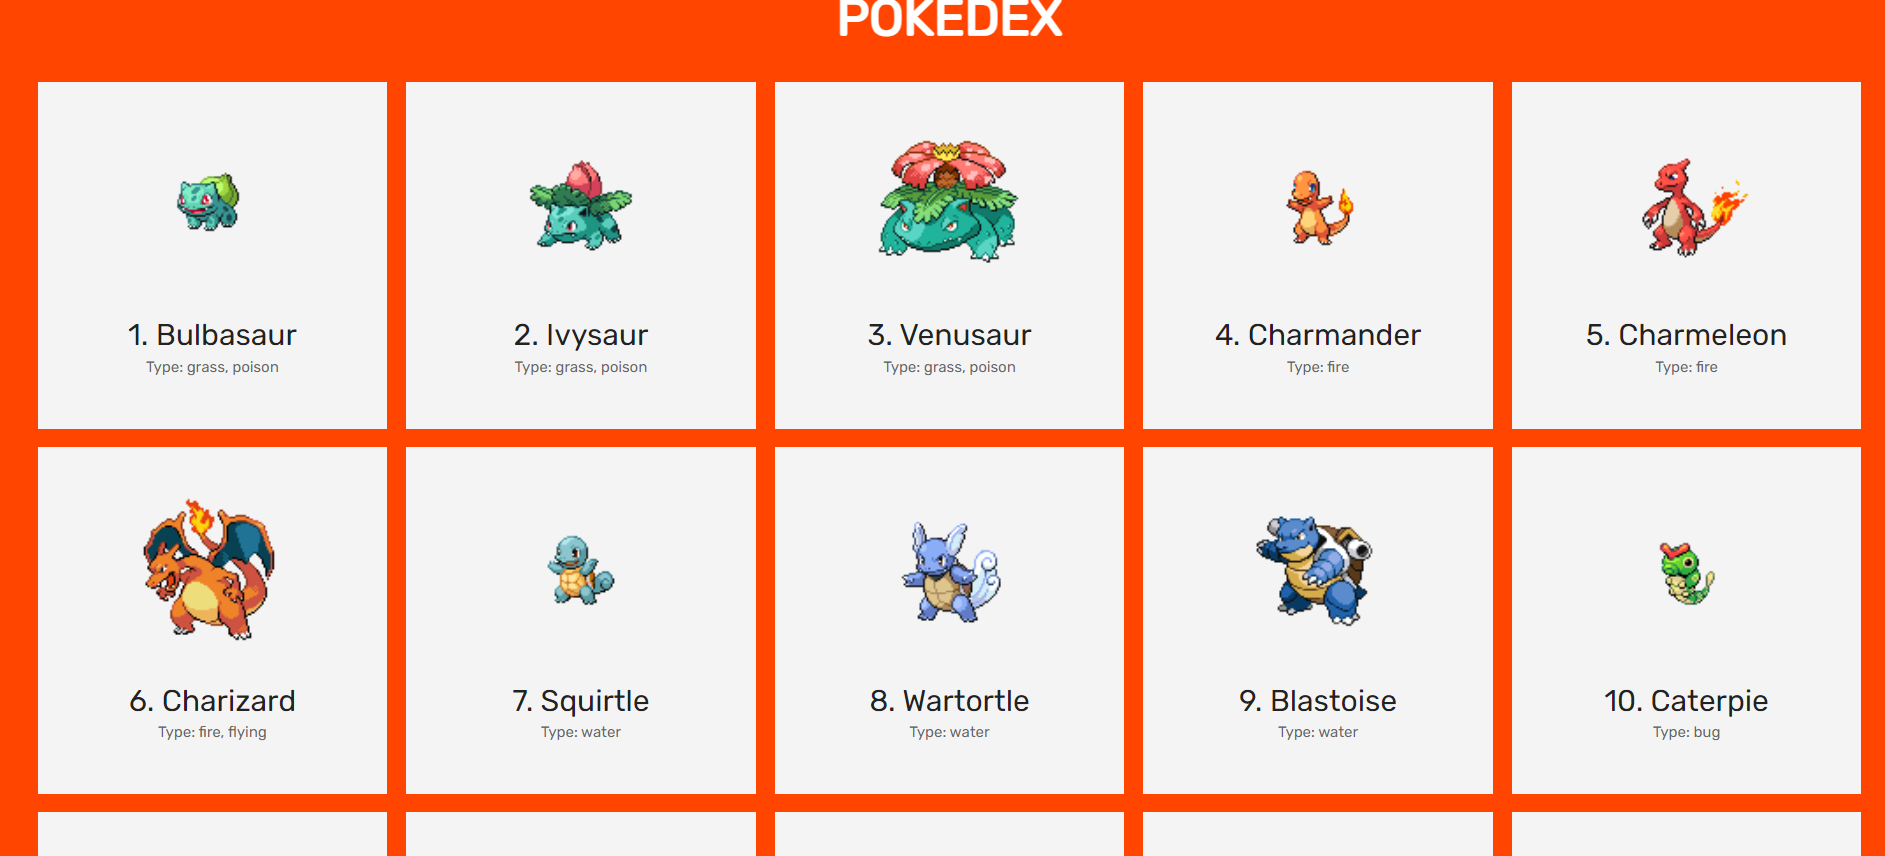 POKEDEX
1. Bulbasaur
Type: grass, poison
2. Ivysaur
Type: grass, poison
3. Venusaur
Type: grass, poison
4. Charmander
Type: fire
5. Charmeleon
Type: fire
6. Charizard
Type: fire, flying
7. Squirtle
Type: water
8. Wartortle
Type: water
9. Blastoise
Type: water
10. Caterpie
Type: bug